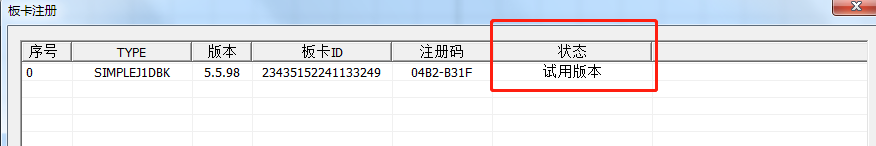 板卡注册
序号 TYPE 版本 板卡ID 注册码 状态
0 SIMPLEJ1DBK 5.5.98 23435152241133249 04B2-B31F 试用版本